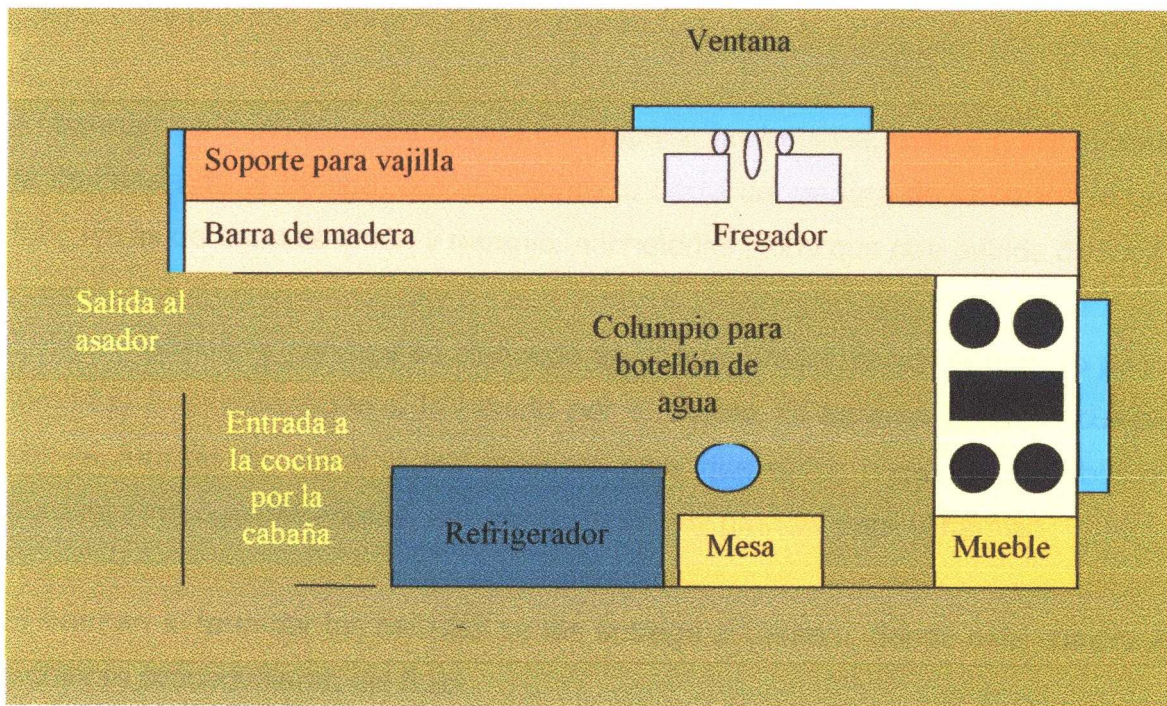 Ventana
Soporte para vajilla
Barra de madera
Fregador
Salida al
asador
Columpio para
botellón de
agua
Entrada a
la cocina
por la
cabaña
Refrigerador
Mesa
Mueble